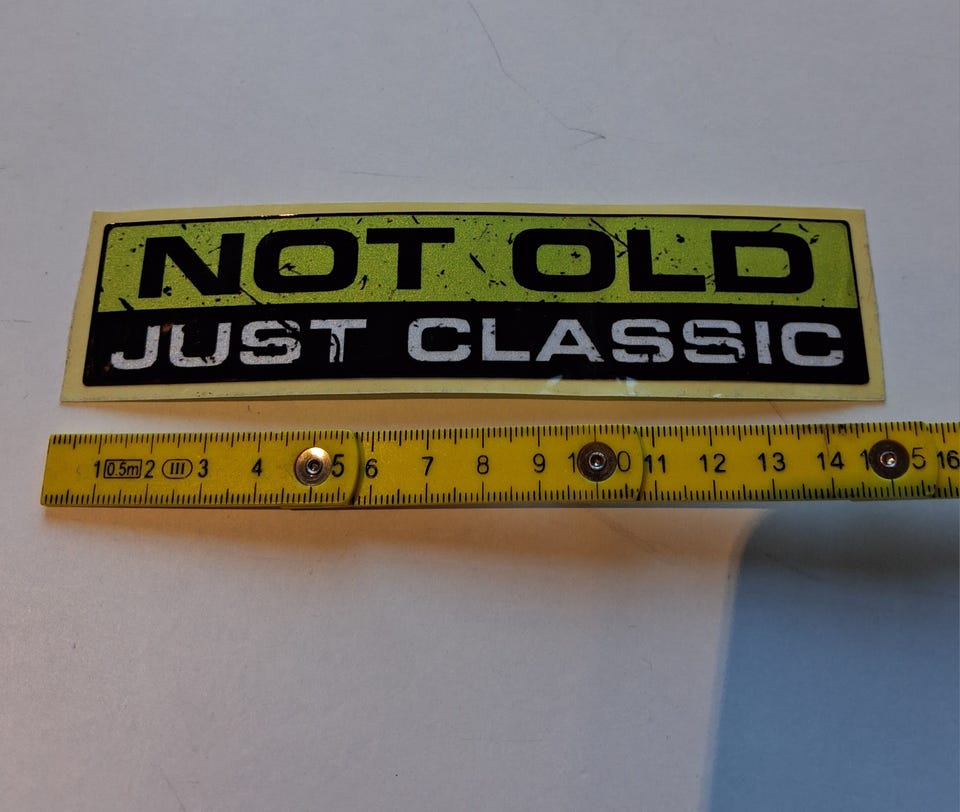 NOT OLD
JUST CLASSIC
1 0.5m 2 III 3 4 5 6 7 8 9 10 11 12 13 14 15 16